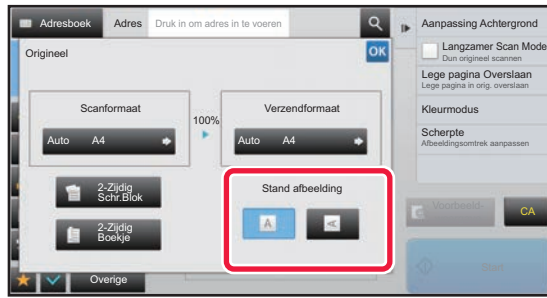 Adresboek
Adres
Druk in om adres in te voeren
Origineel
OK
Scanformaat
Auto A4
100%
Verzendformaat
Auto A4
2-Zijdig
Schr.Blok
2-Zijdig
Boekje
Stand afbeelding
A
A
Overige
Aanpassing Achtergrond
Langzamer Scan Mode
Dun origineel scannen
Lege pagina Overslaan
Lege pagina in orig. overslaan
Kleurmodus
Scherpte
Afbeeldingsomtrek aanpassen
Voorbeeld-
CA
Start